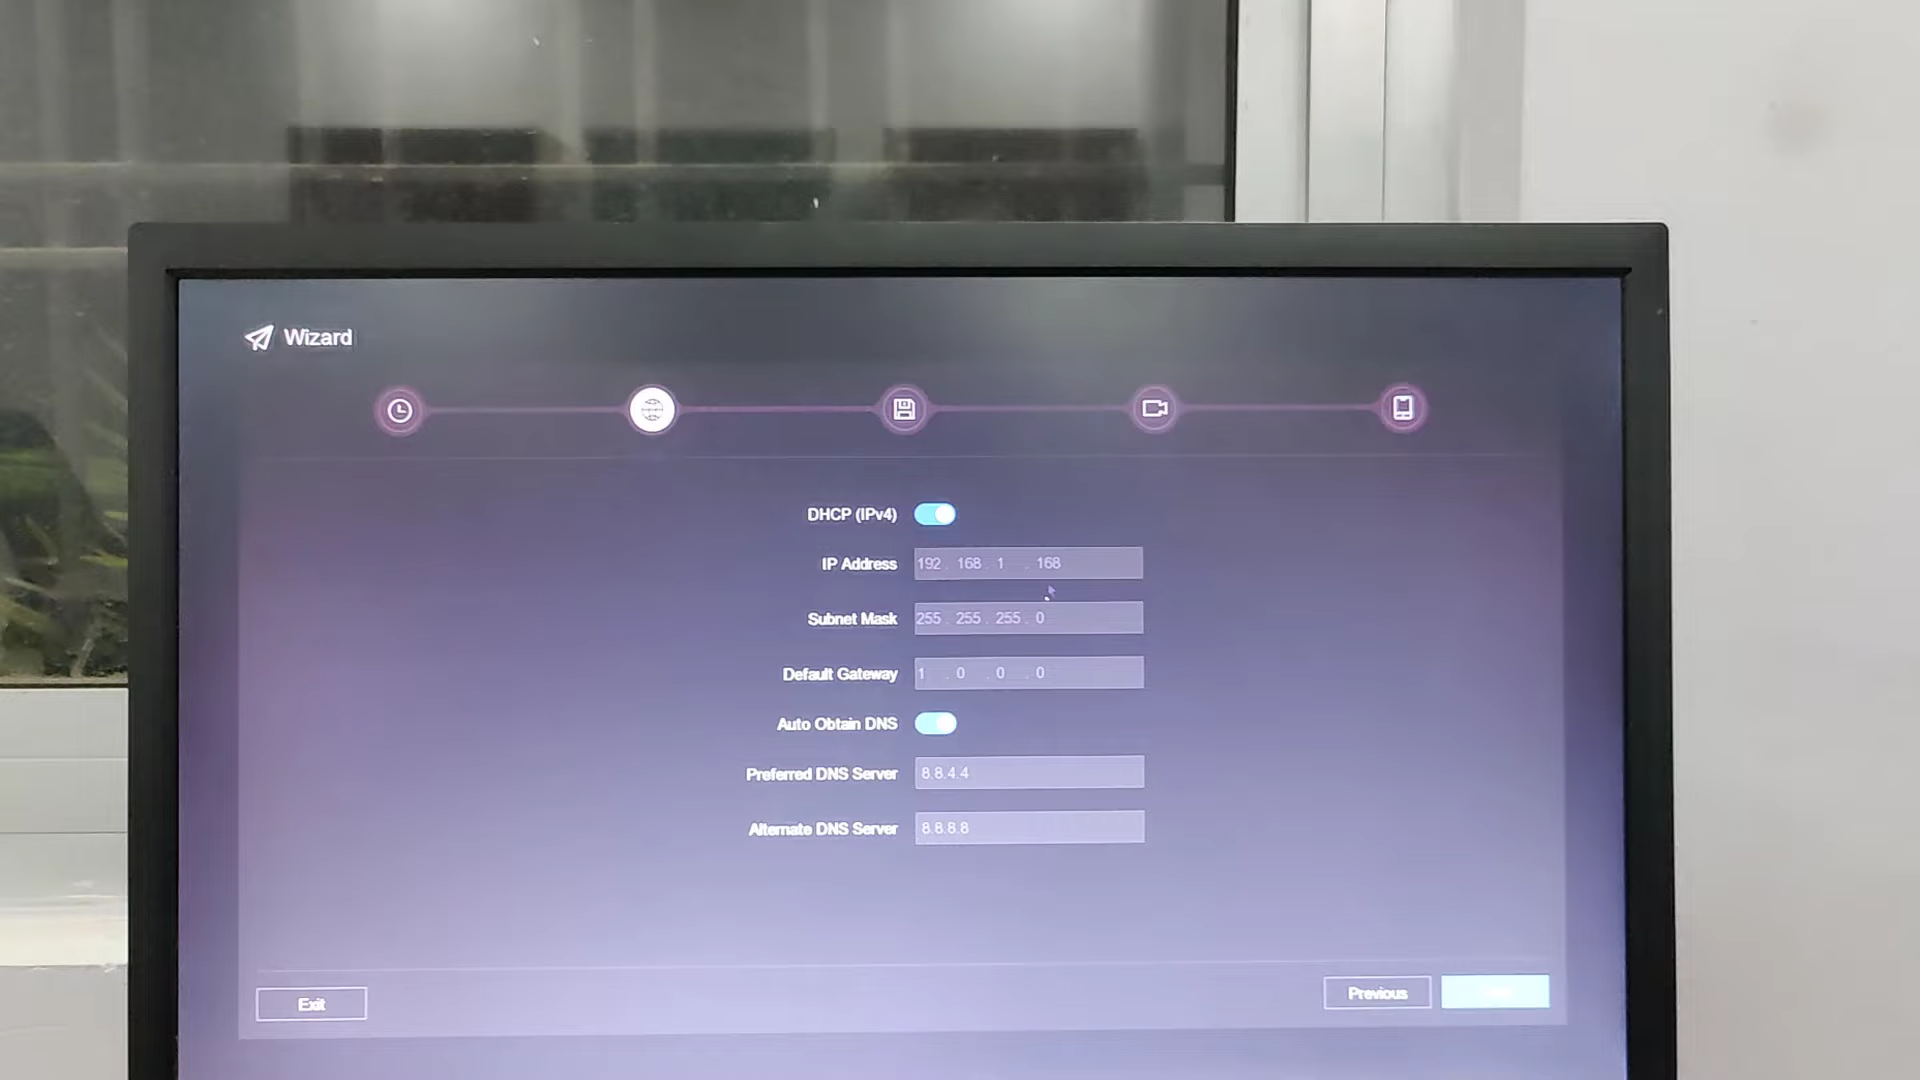 Wizard
DHCP (IPv4)
IP Address 192 . 168 . 1 . 168
Subnet Mask 255 . 255 . 255 . 0
Default Gateway 1 . 0 . 0 . 0
Auto Obtain DNS
Preferred DNS Server 8.8.4.4
Alternate DNS Server 8.8.8.8
Exit Previous